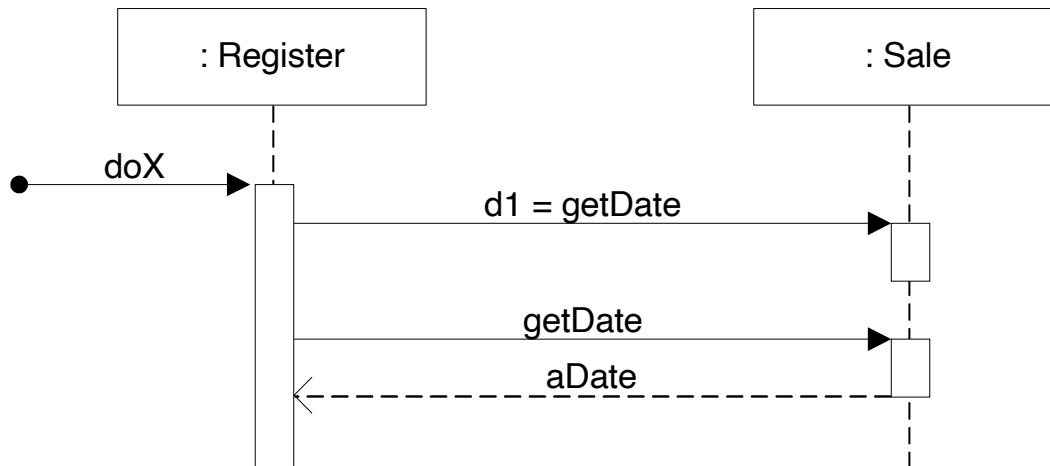 : Register
: Sale
doX
d1 = getDate
getDate
aDate